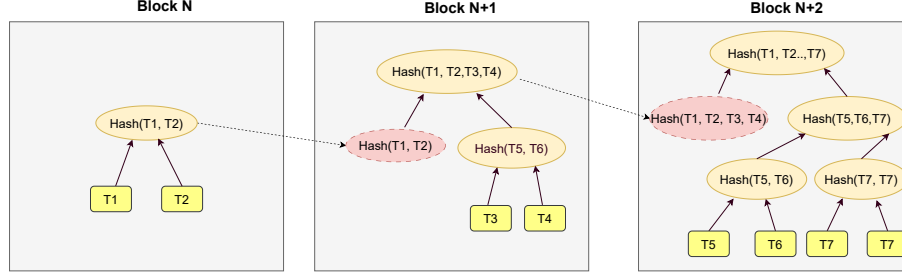 Block N
Hash(T1, T2)
T1
T2
Block N+1
Hash(T1, T2,T3,T4)
Hash(T1, T2)
Hash(T5, T6)
T3
T4
Block N+2
Hash(T1, T2..,T7)
Hash(T1, T2, T3, T4)
Hash(T5,T6,T7)
Hash(T5, T6)
Hash(T7, T7)
T5
T6
T7
T7